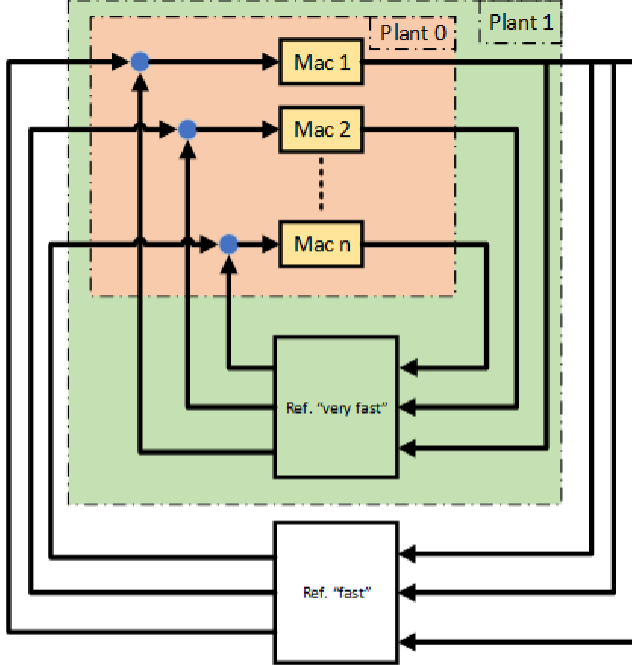 Plant 1
Plant 0
Mac 1
Mac 2
Mac n
Ref. “very fast”
Ref. “fast”